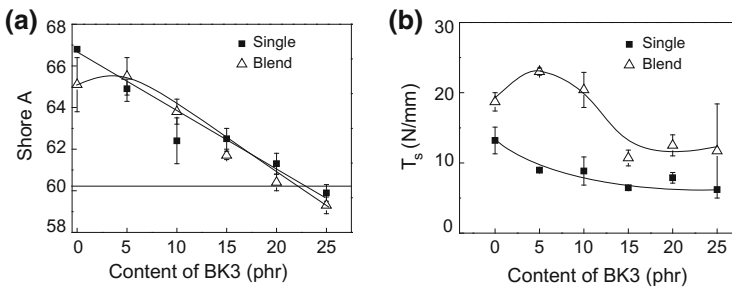 (a)
Shore A
68
66
64
62
60
58
Single
Blend
0 5 10 15 20 25
Content of BK3 (phr)
(b)
Tₛ (N/mm)
30
20
10
0
Single
Blend
0 5 10 15 20 25
Content of BK3 (phr)